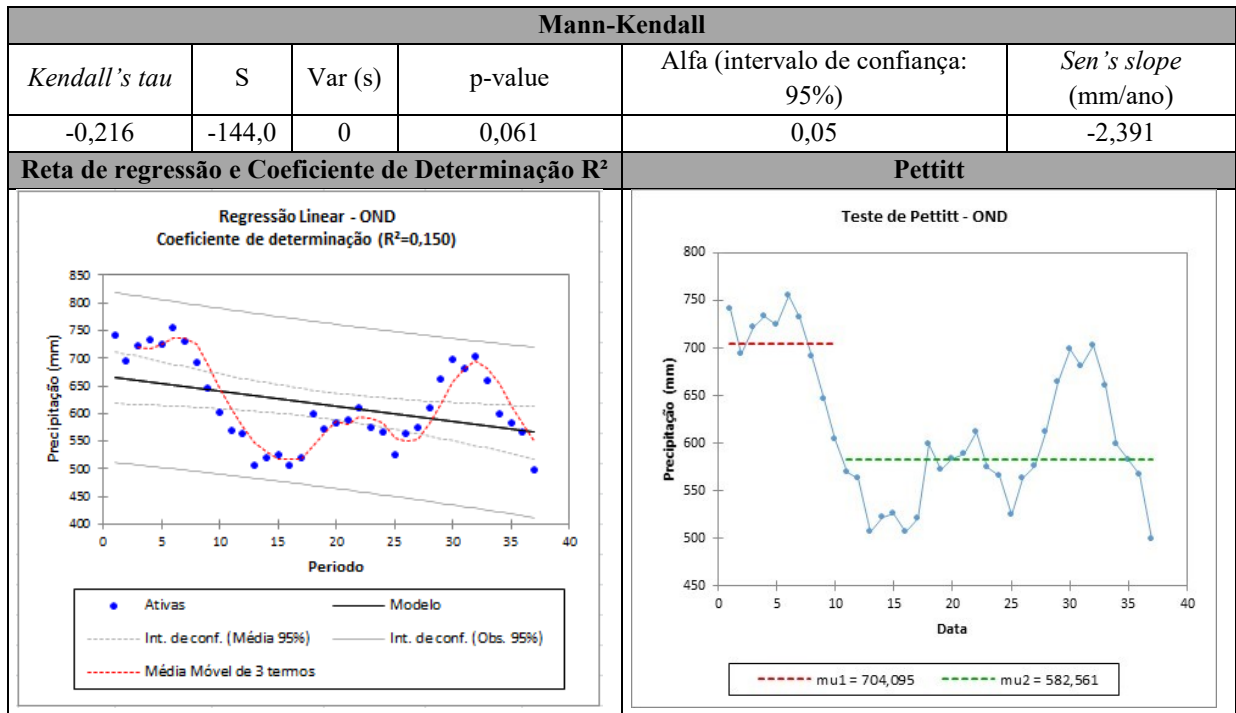 Mann-Kendall
Kendall's tau S Var (s) p-value Alfa (intervalo de confiança: 95%) Sen's slope (mm/ano)
-0,216 -144,0 0 0,061 0,05 -2,391
Reta de regressão e Coeficiente de Determinação R² Pettitt
Regressão Linear - OND
Coeficiente de determinação (R²=0,150)
Precipitação (mm)
850
800
750
700
650
600
550
500
450
400
0 5 10 15 20 25 30 35 40
Periodo
Ativas Modelo
Int. de conf. (Média 95%) Int. de conf. (Obs. 95%)
Média Móvel de 3 termos
Teste de Pettitt - OND
Precipitação (mm)
800
750
700
650
600
550
500
450
0 5 10 15 20 25 30 35 40
Data
mu1 = 704,095 mu2 = 582,561